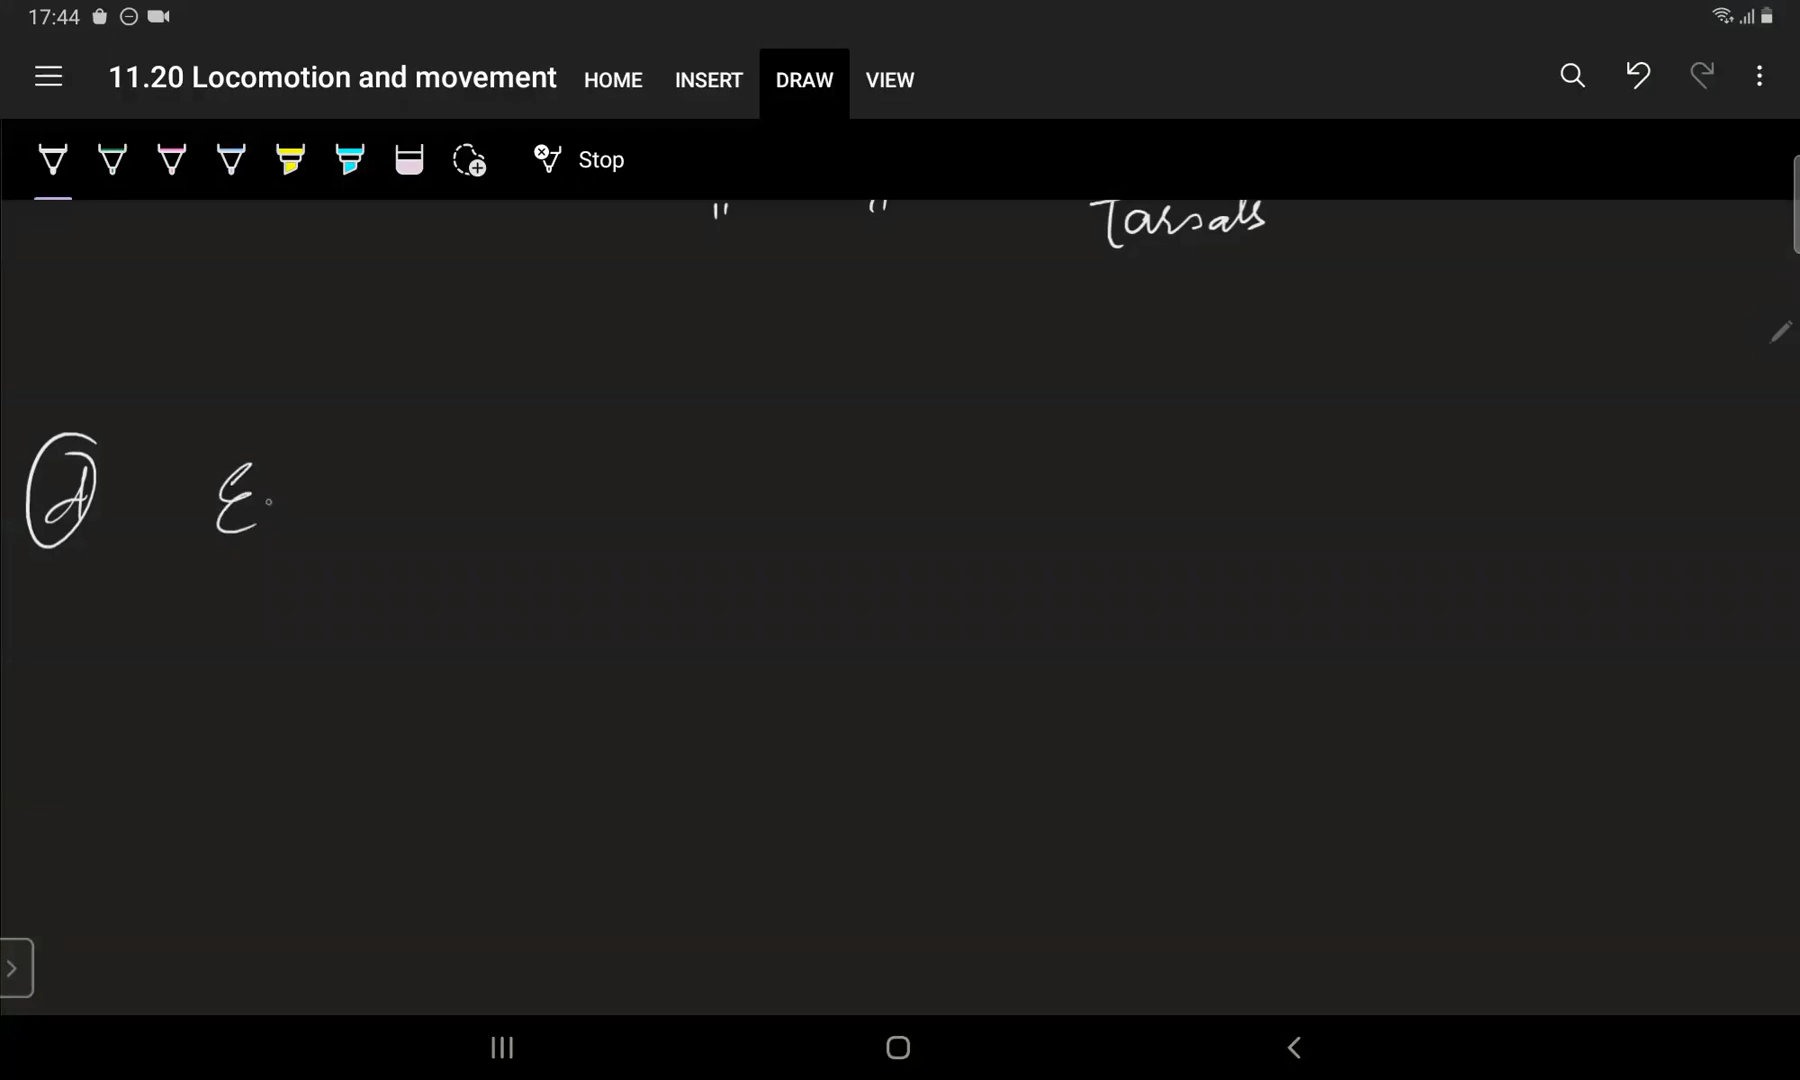 17:44
11.20 Locomotion and movement HOME INSERT DRAW VIEW
Stop
" " Tarsals
d E